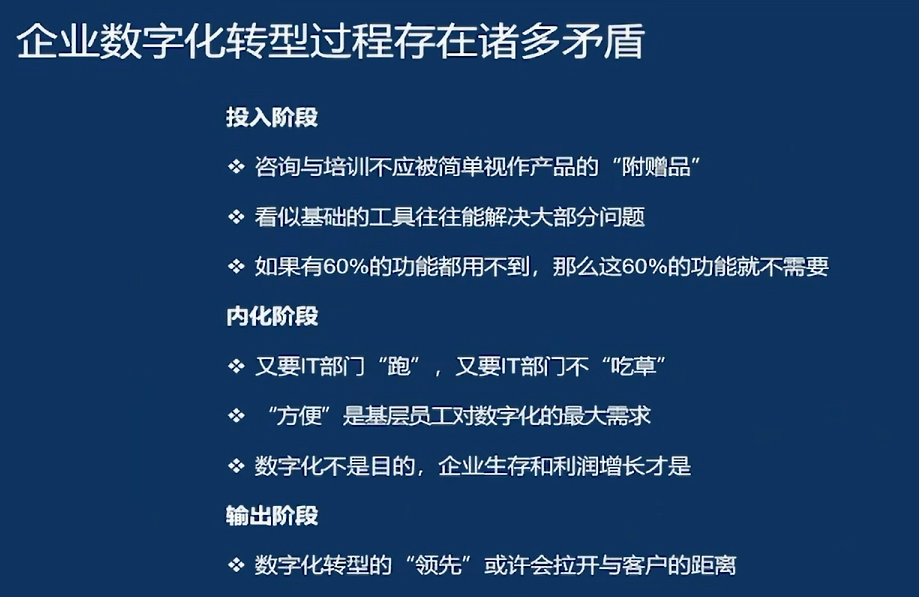 企业数字化转型过程存在诸多矛盾
投入阶段
❖ 咨询与培训不应被简单视作产品的“附赠品”
❖ 看似基础的工具往往能解决大部分问题
❖ 如果有60%的功能都用不到，那么这60%的功能就不需要
内化阶段
❖ 又要IT部门“跑”，又要IT部门不“吃草”
❖ “方便”是基层员工对数字化的最大需求
❖ 数字化不是目的，企业生存和利润增长才是
输出阶段
❖ 数字化转型的“领先”或许会拉开与客户的距离